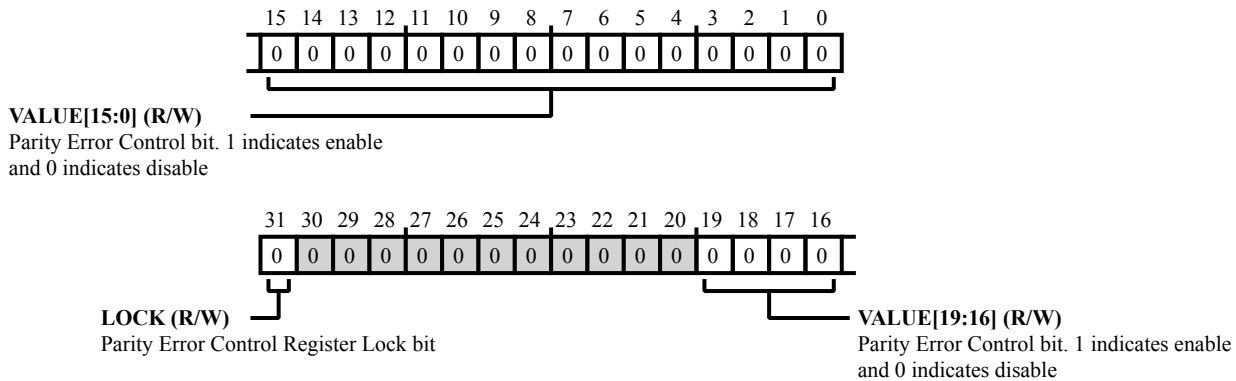 15 14 13 12 11 10 9 8 7 6 5 4 3 2 1 0
0 0 0 0 0 0 0 0 0 0 0 0 0 0 0 0
VALUE[15:0] (R/W)
Parity Error Control bit. 1 indicates enable
and 0 indicates disable
31 30 29 28 27 26 25 24 23 22 21 20 19 18 17 16
0 0 0 0 0 0 0 0 0 0 0 0 0 0 0 0
LOCK (R/W)
Parity Error Control Register Lock bit
VALUE[19:16] (R/W)
Parity Error Control bit. 1 indicates enable
and 0 indicates disable